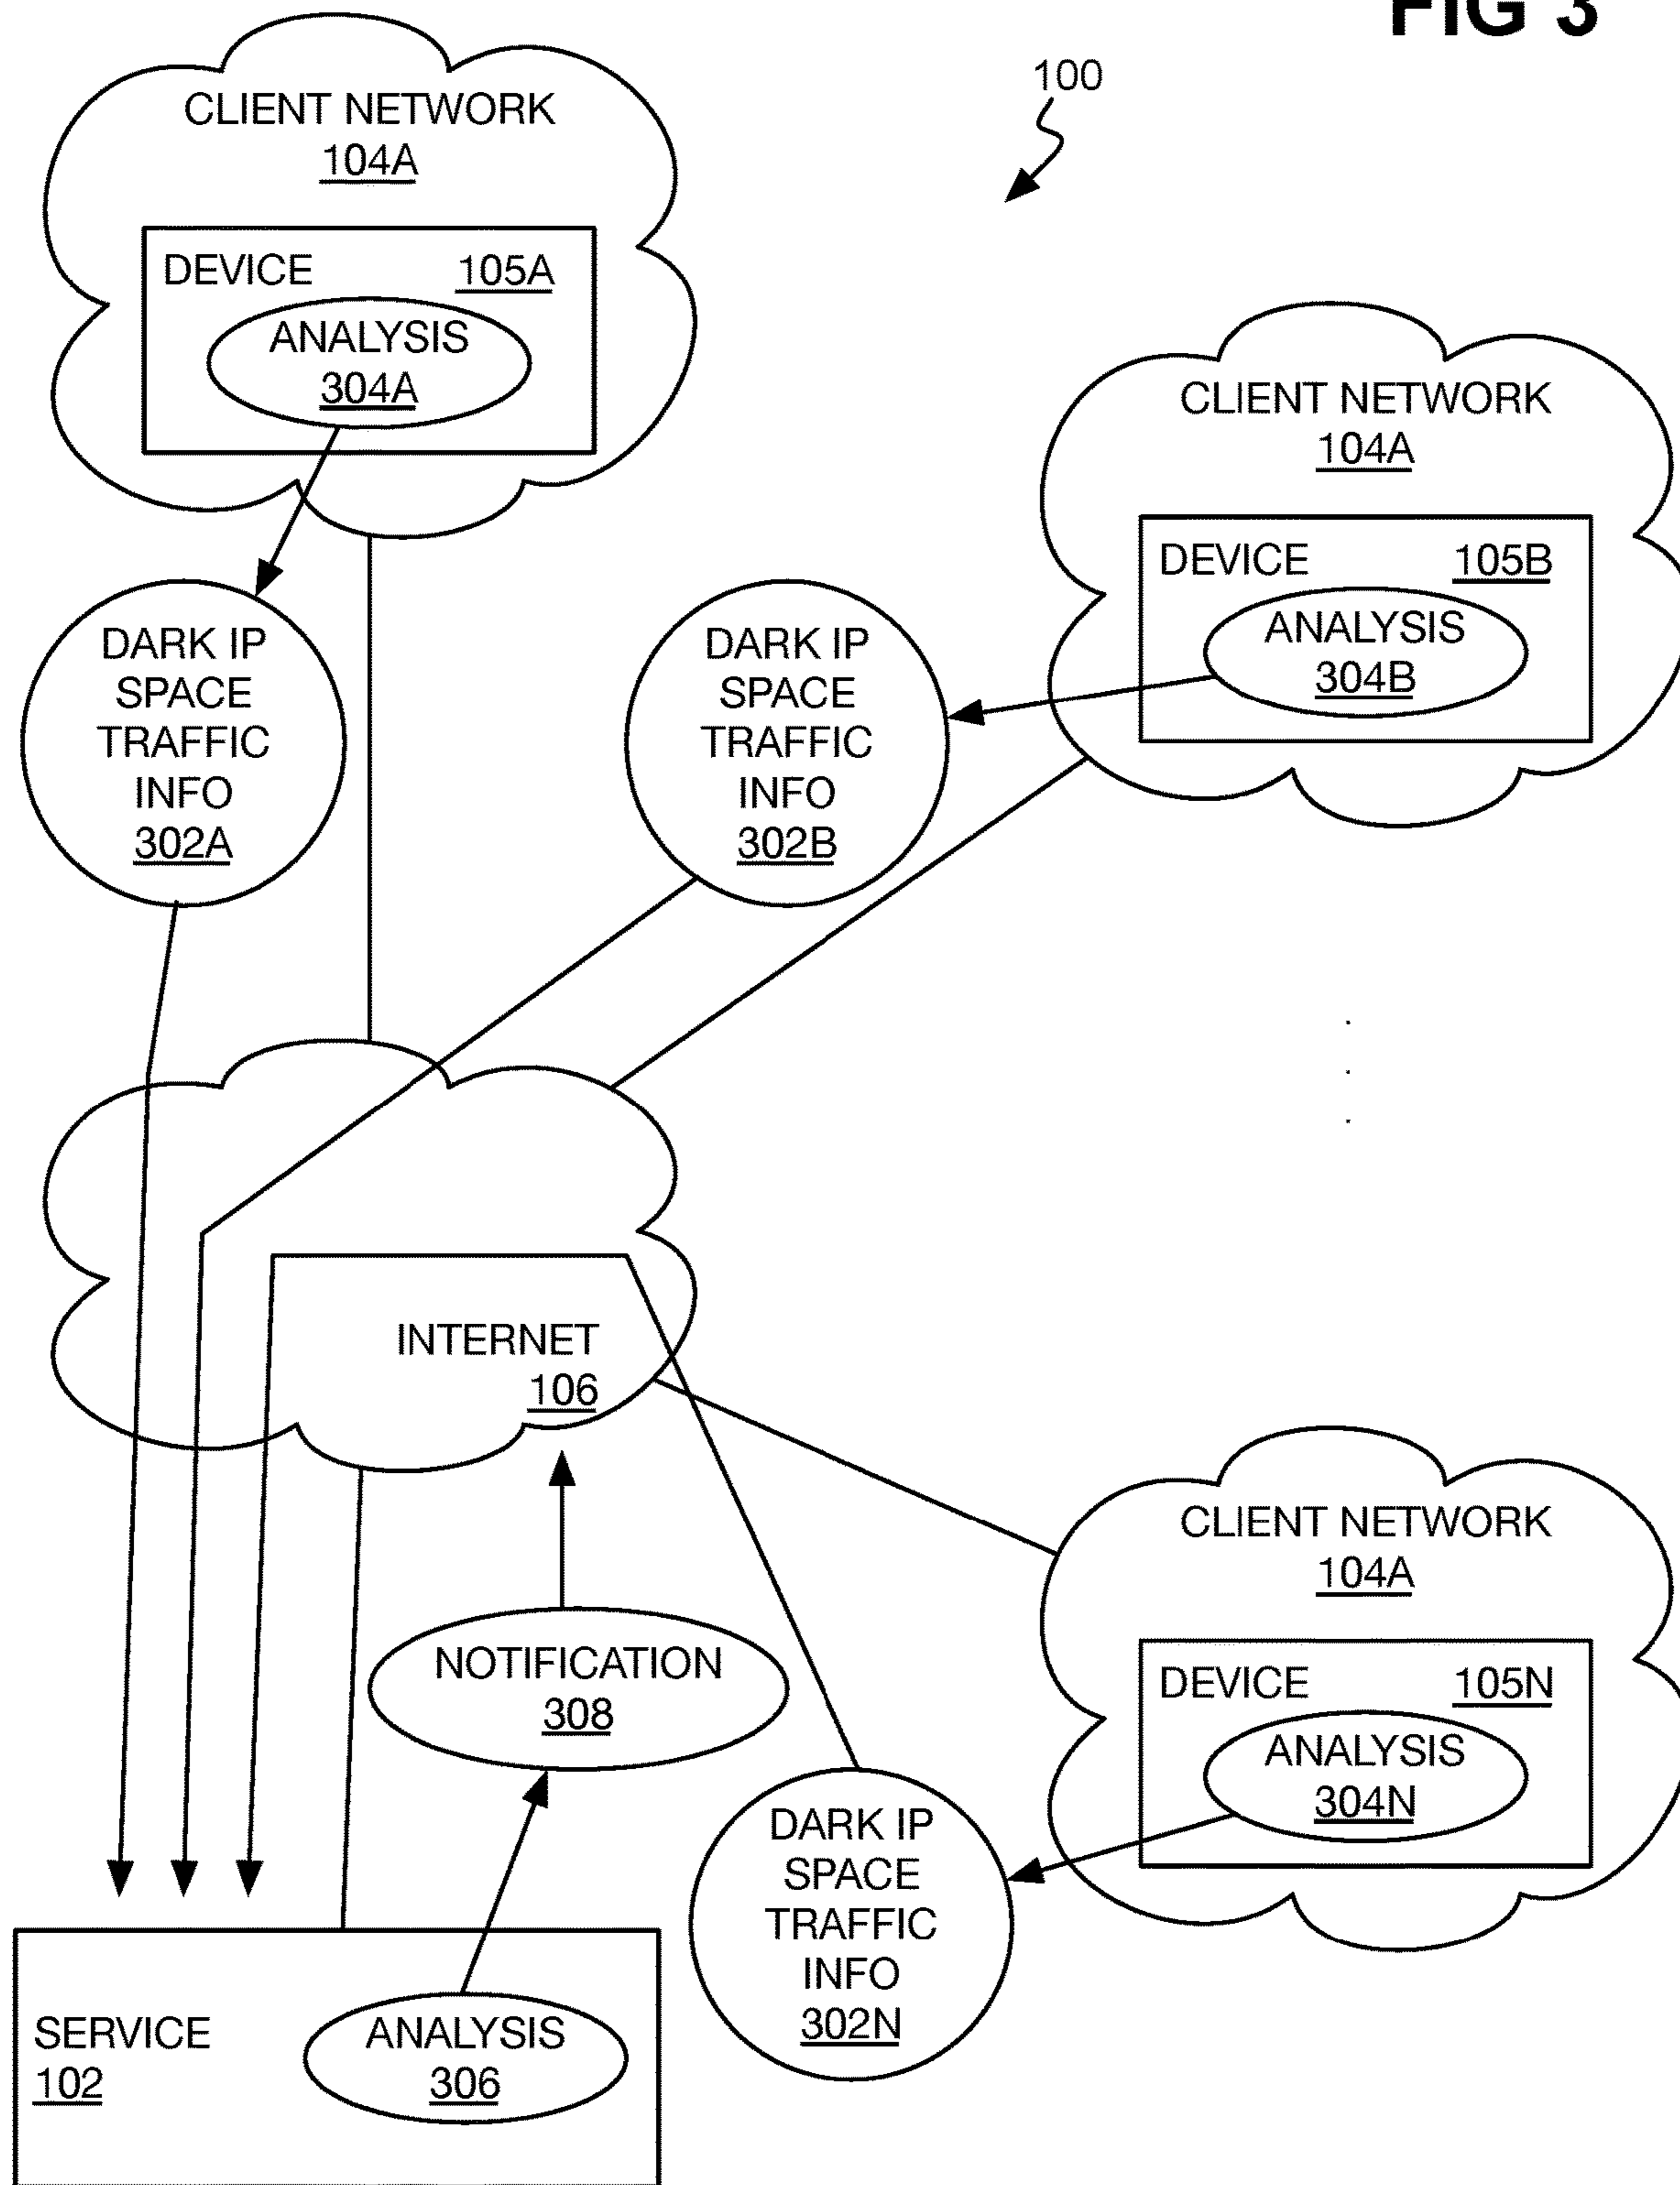 FIG 3
100
CLIENT NETWORK
104A
DEVICE 105A
ANALYSIS
304A
CLIENT NETWORK
104A
DEVICE 105B
ANALYSIS
304B
DARK IP
SPACE
TRAFFIC
INFO
302A
DARK IP
SPACE
TRAFFIC
INFO
302B
INTERNET
106
CLIENT NETWORK
104A
DEVICE 105N
ANALYSIS
304N
NOTIFICATION
308
DARK IP
SPACE
TRAFFIC
INFO
302N
SERVICE
102
ANALYSIS
306